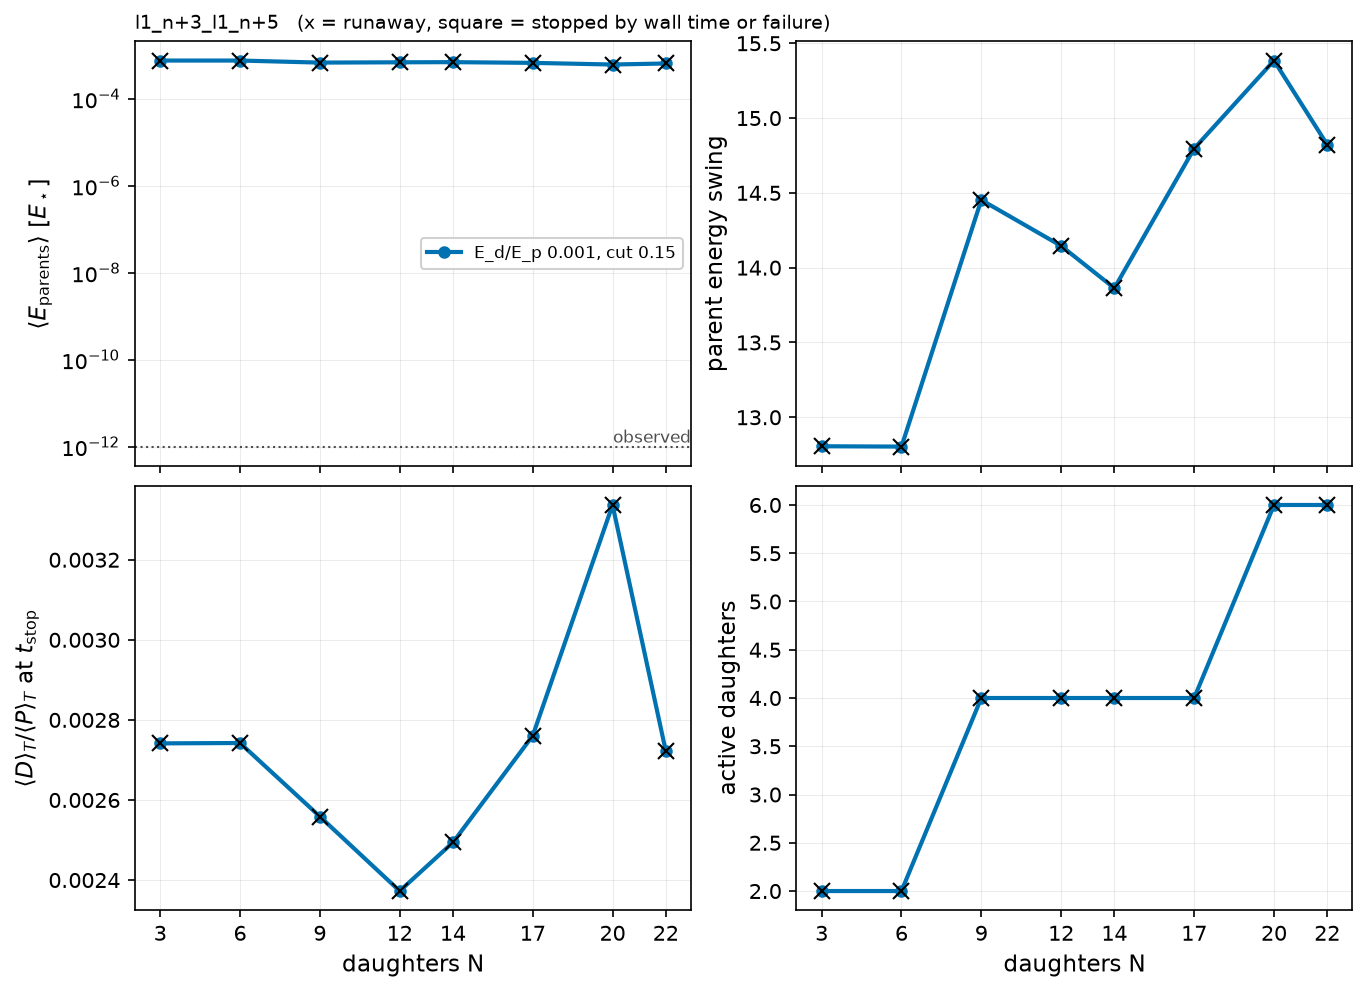 l1_n+3_l1_n+5   (x = runaway, square = stopped by wall time or failure)
⟨E_parents⟩ [E_⋆]
10^−4
10^−6
10^−8
10^−10
10^−12
E_d/E_p 0.001, cut 0.15
observed
parent energy swing
15.5
15.0
14.5
14.0
13.5
13.0
⟨D⟩_T/⟨P⟩_T at t_stop
0.0032
0.0030
0.0028
0.0026
0.0024
3 6 9 12 14 17 20 22
daughters N
active daughters
6.0
5.5
5.0
4.5
4.0
3.5
3.0
2.5
2.0
3 6 9 12 14 17 20 22
daughters N